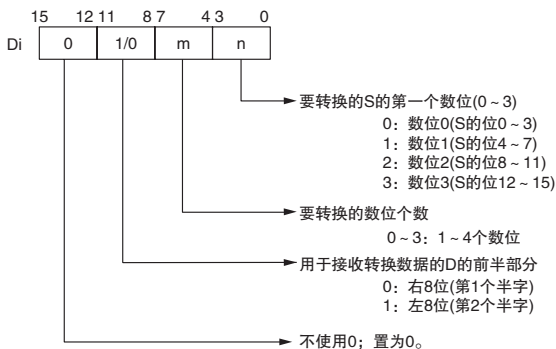 15 12 11 8 7 4 3 0
Di 0 1/0 m n
要转换的S的第一个数位(0~3)
0：数位0(S的位0~3)
1：数位1(S的位4~7)
2：数位2(S的位8~11)
3：数位3(S的位12~15)
要转换的数位个数
0~3：1~4个数位
用于接收转换数据的D的前半部分
0：右8位(第1个半字)
1：左8位(第2个半字)
不使用0；置为0。